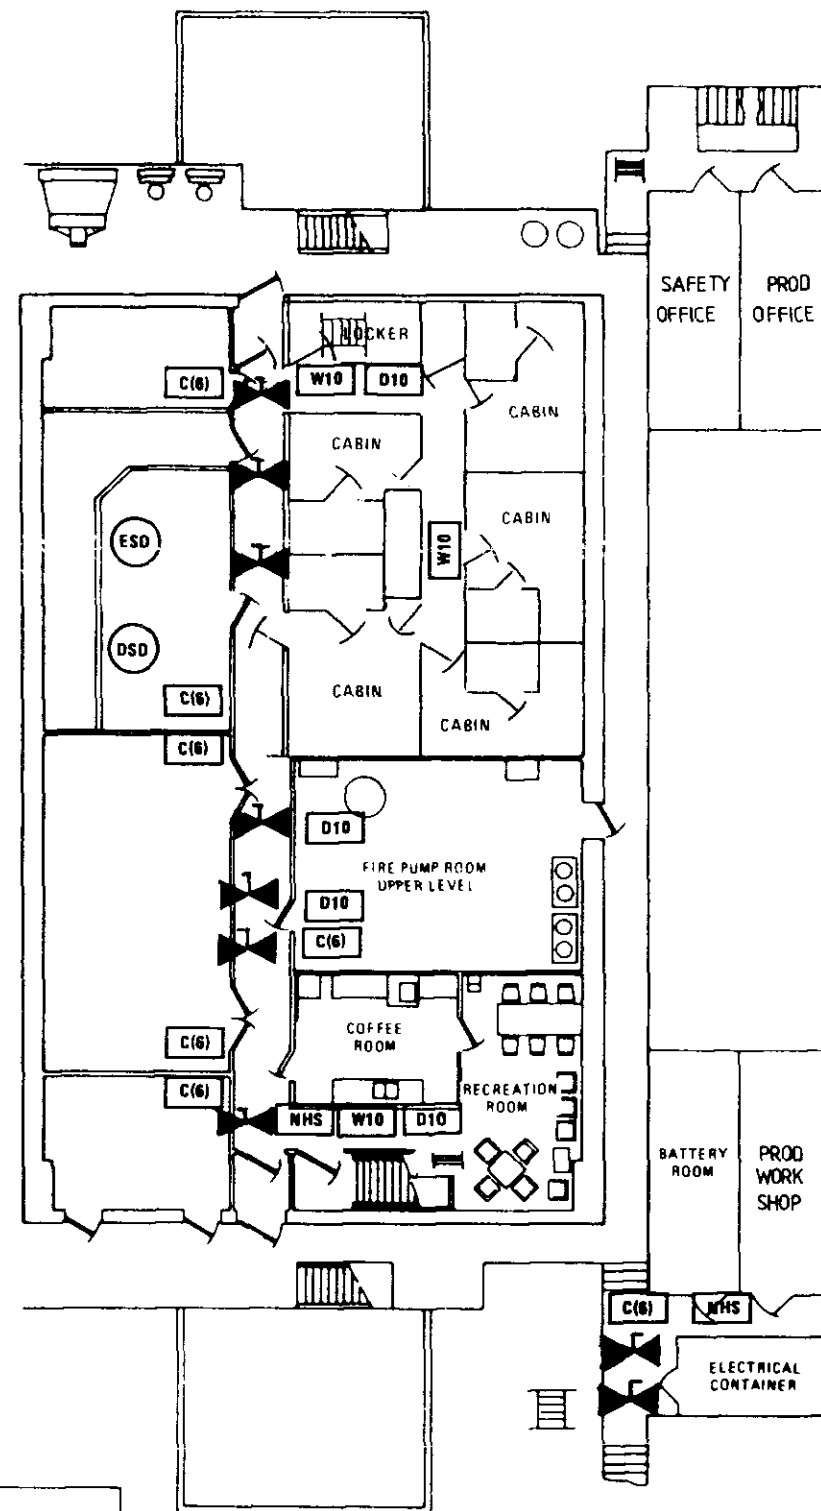 SAFETY
OFFICE
PROD
OFFICE
LOCKER
C(6)
W10
D10
CABIN
CABIN
CABIN
ESD
W10
DSD
C(6)
CABIN
CABIN
C(6)
D10
FIRE PUMP ROOM
UPPER LEVEL
D10
C(6)
COFFEE
ROOM
C(6)
C(6)
RECREATION
ROOM
NHS
W10
D10
BATTERY
ROOM
PROD
WORK
SHOP
C(6)
NHS
ELECTRICAL
CONTAINER